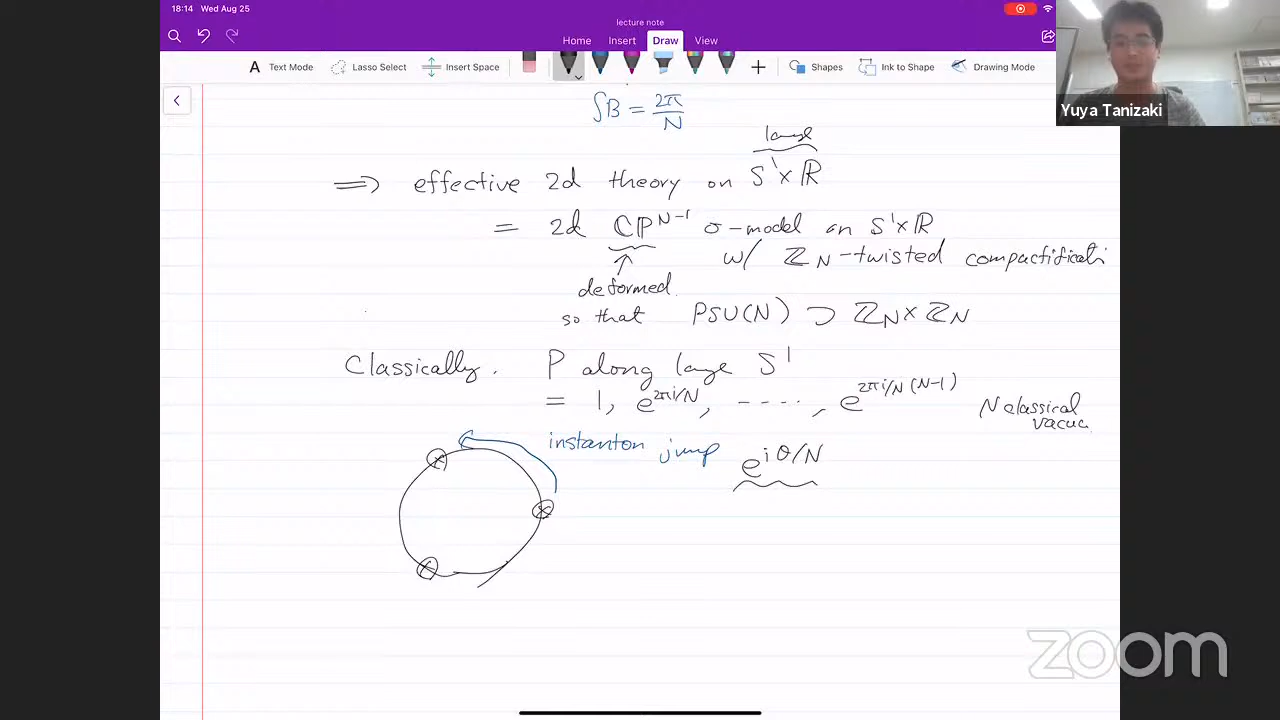 18:14 Wed Aug 25
lecture note
Home Insert Draw View
Text Mode Lasso Select Insert Space + Shapes Ink to Shape Drawing Mode
Yuya Tanizaki
∫B = 2π/N
large
⟹ effective 2d theory on S¹×ℝ
= 2d ℂP^{N-1} σ-model on S¹×ℝ
w/ ℤ_N-twisted compactificati
deformed
so that PSU(N) ⊃ ℤ_N × ℤ_N
Classically. P along large S¹
= 1, e^{2πi/N}, ----, e^{2πi/N (N-1)}
N classical
vacua
instanton jump e^{iθ/N}
zoom